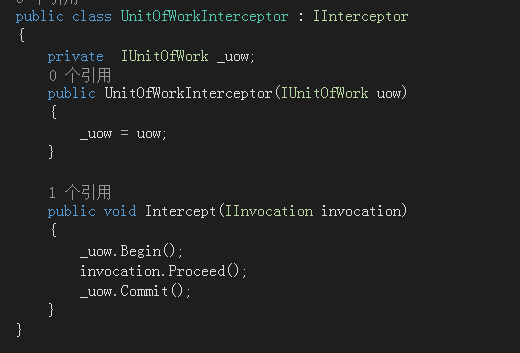 public class UnitOfWorkInterceptor : IInterceptor
{
private IUnitOfWork _uow;
0 个引用
public UnitOfWorkInterceptor(IUnitOfWork uow)
{
_uow = uow;
}
1 个引用
public void Intercept(IInvocation invocation)
{
_uow.Begin();
invocation.Proceed();
_uow.Commit();
}
}